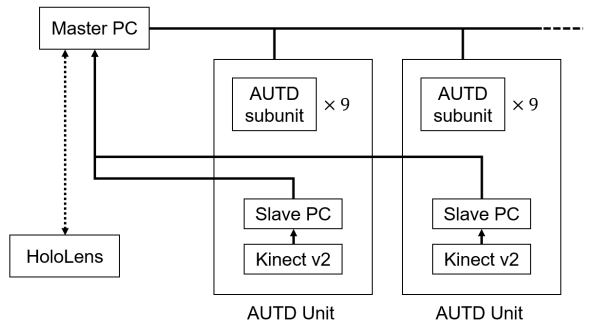 Master PC
AUTD
subunit
× 9
AUTD
subunit
× 9
Slave PC
Slave PC
HoloLens
Kinect v2
Kinect v2
AUTD Unit
AUTD Unit